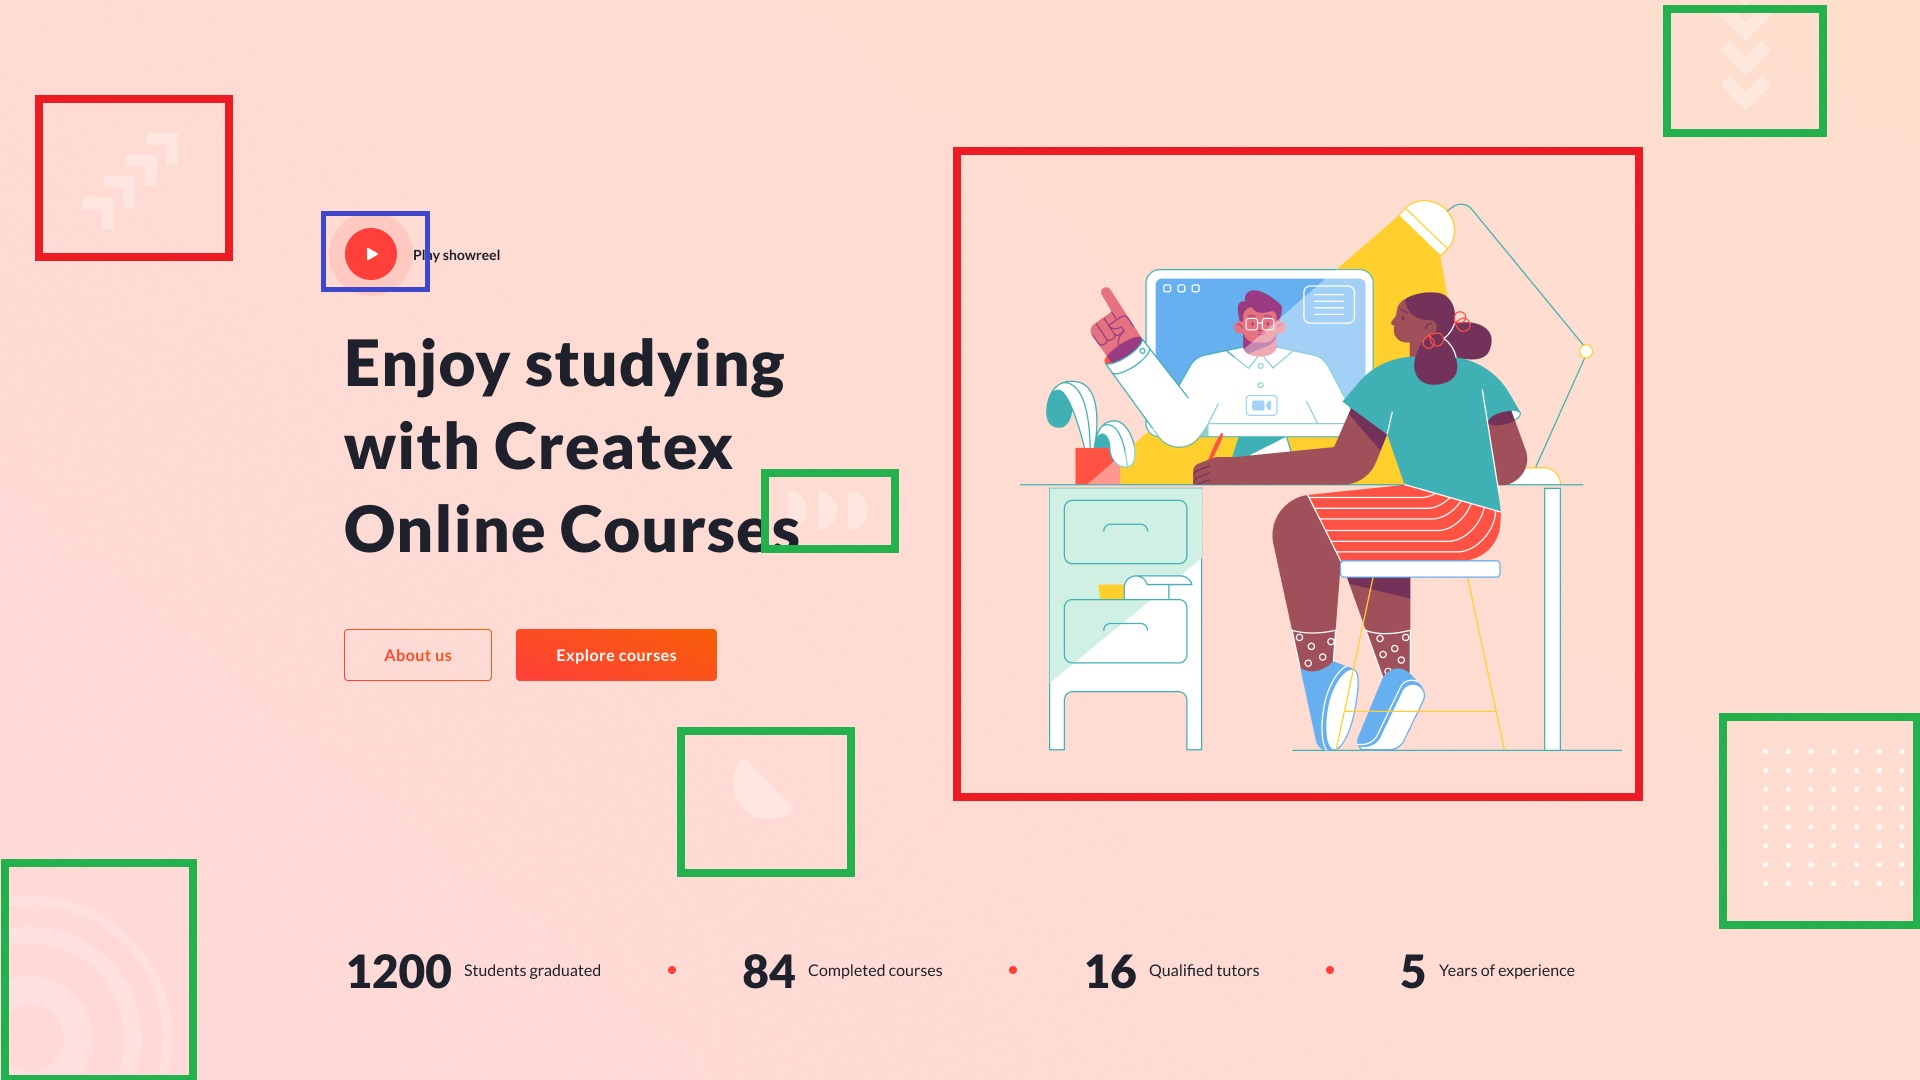 Play showreel
Enjoy studying
with Createx
Online Courses
About us
Explore courses
1200 Students graduated
84 Completed courses
16 Qualified tutors
5 Years of experience